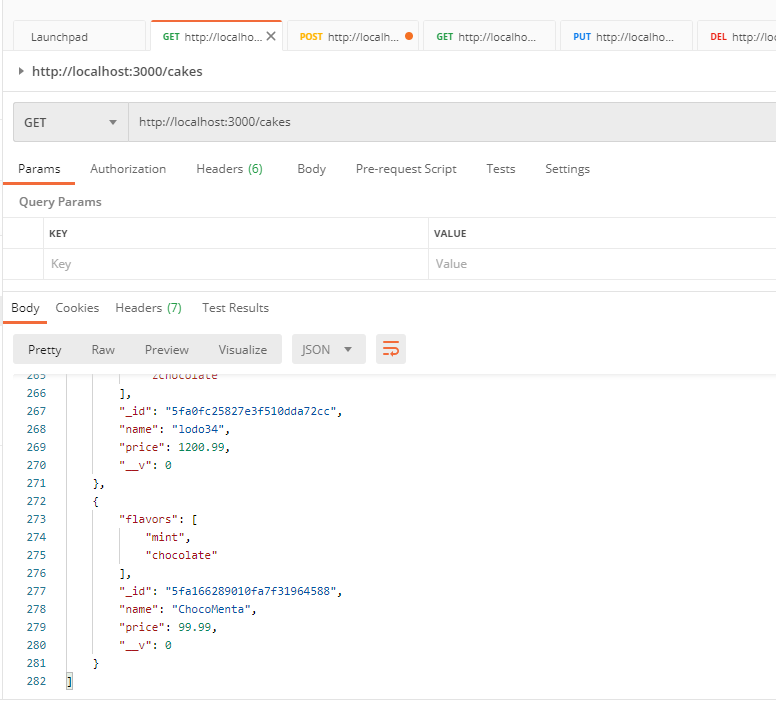 Launchpad GET http://localho... POST http://localh... GET http://localho... PUT http://localho... DEL http://loc
http://localhost:3000/cakes
GET http://localhost:3000/cakes
Params Authorization Headers (6) Body Pre-request Script Tests Settings
Query Params
KEY VALUE
Key Value
Body Cookies Headers (7) Test Results
Pretty Raw Preview Visualize JSON
265 2chocolate
266 ],
267 "_id": "5fa0fc25827e3f510dda72cc",
268 "name": "lodo34",
269 "price": 1200.99,
270 "__v": 0
271 },
272 {
273 "flavors": [
274 "mint",
275 "chocolate"
276 ],
277 "_id": "5fa166289010fa7f31964588",
278 "name": "ChocoMenta",
279 "price": 99.99,
280 "__v": 0
281 }
282 ]